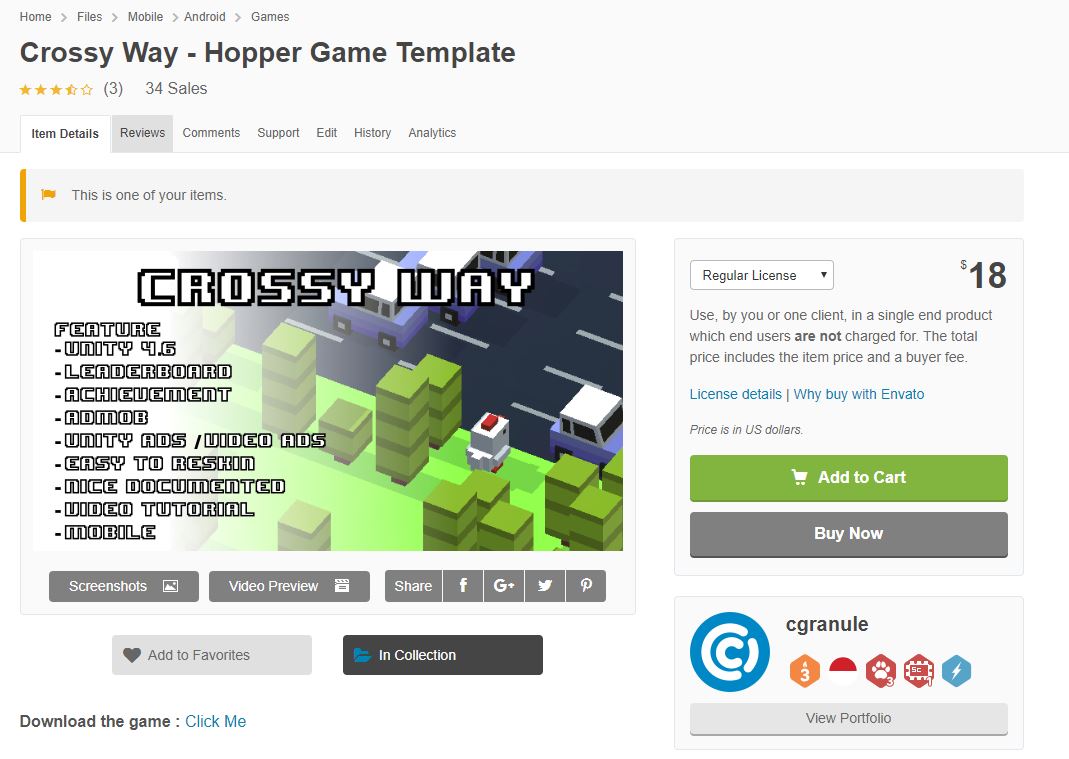 Home > Files > Mobile > Android > Games
Crossy Way - Hopper Game Template
(3) 34 Sales
Item Details Reviews Comments Support Edit History Analytics
This is one of your items.
CROSSY WAY
FEATURE
-UNITY 4.6
-LEADERBOARD
-ACHIEVEMENT
-ADMOB
-UNITY ADS /VIDEO ADS
-EASY TO RESKIN
-NICE DOCUMENTED
-VIDEO TUTORIAL
-MOBILE
Screenshots Video Preview Share f G+
Add to Favorites In Collection
Download the game : Click Me
Regular License $18
Use, by you or one client, in a single end product
which end users are not charged for. The total
price includes the item price and a buyer fee.
License details | Why buy with Envato
Price is in US dollars.
Add to Cart
Buy Now
cgranule
3 3 Sc 1
View Portfolio